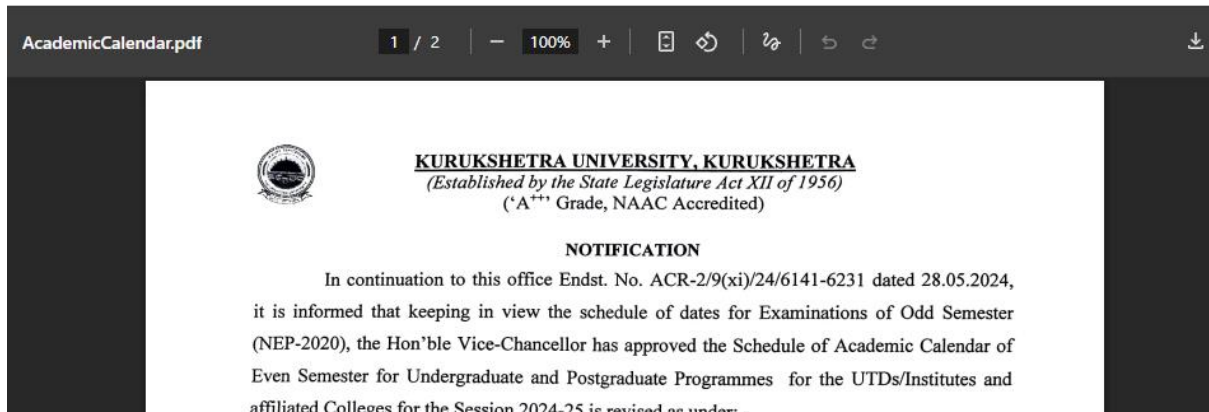 AcademicCalendar.pdf 1 / 2 — 100% +
KURUKSHETRA UNIVERSITY, KURUKSHETRA
(Established by the State Legislature Act XII of 1956)
(‘A+++’ Grade, NAAC Accredited)
NOTIFICATION
In continuation to this office Endst. No. ACR-2/9(xi)/24/6141-6231 dated 28.05.2024,
it is informed that keeping in view the schedule of dates for Examinations of Odd Semester
(NEP-2020), the Hon’ble Vice-Chancellor has approved the Schedule of Academic Calendar of
Even Semester for Undergraduate and Postgraduate Programmes for the UTDs/Institutes and
affiliated Colleges for the Session 2024-25 is revised as under:-